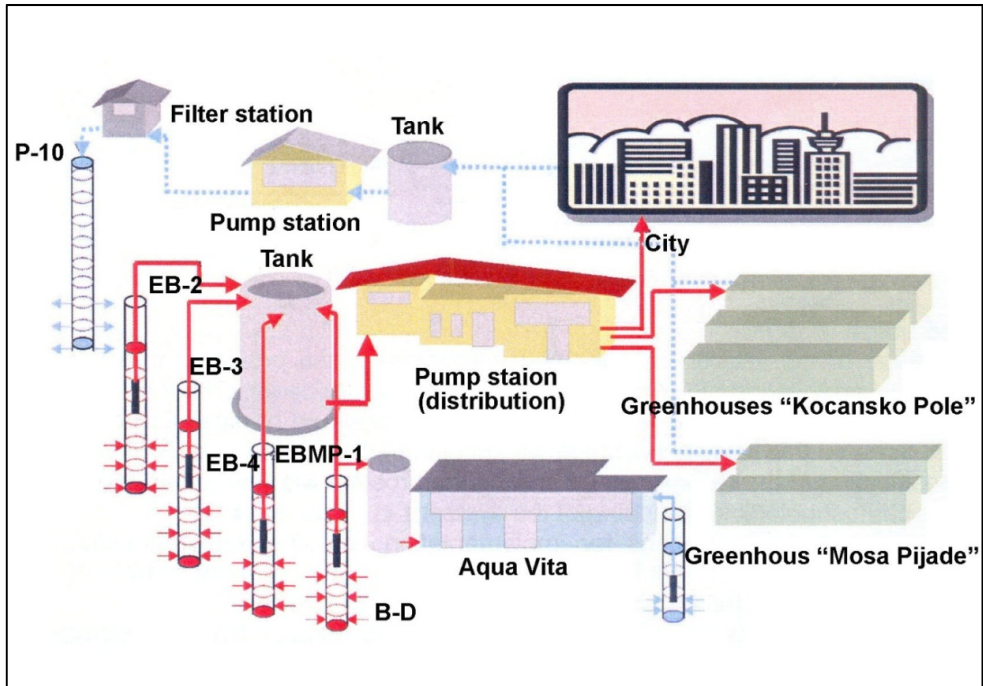 Filter station
Tank
P-10
Pump station
City
Tank
EB-2
EB-3
Pump staion
(distribution)
Greenhouses “Kocansko Pole”
EB-4
EBMP-1
Aqua Vita
Greenhous “Mosa Pijade”
B-D